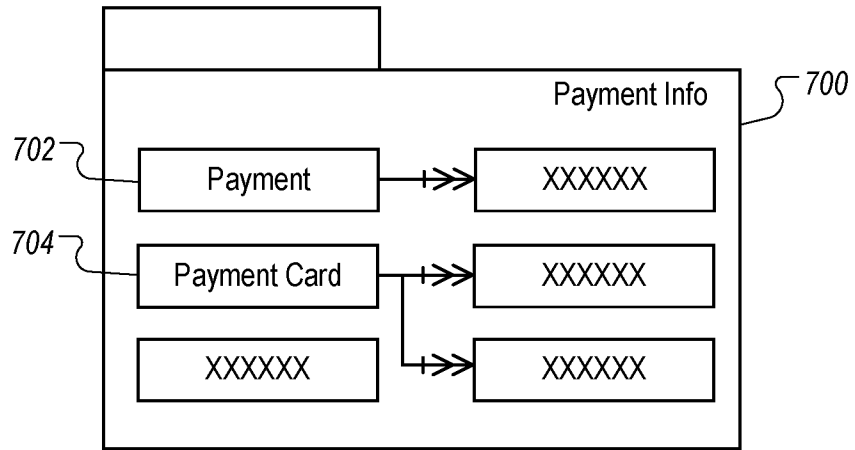 Payment Info
700
702
Payment
XXXXXX
704
Payment Card
XXXXXX
XXXXXX
XXXXXX